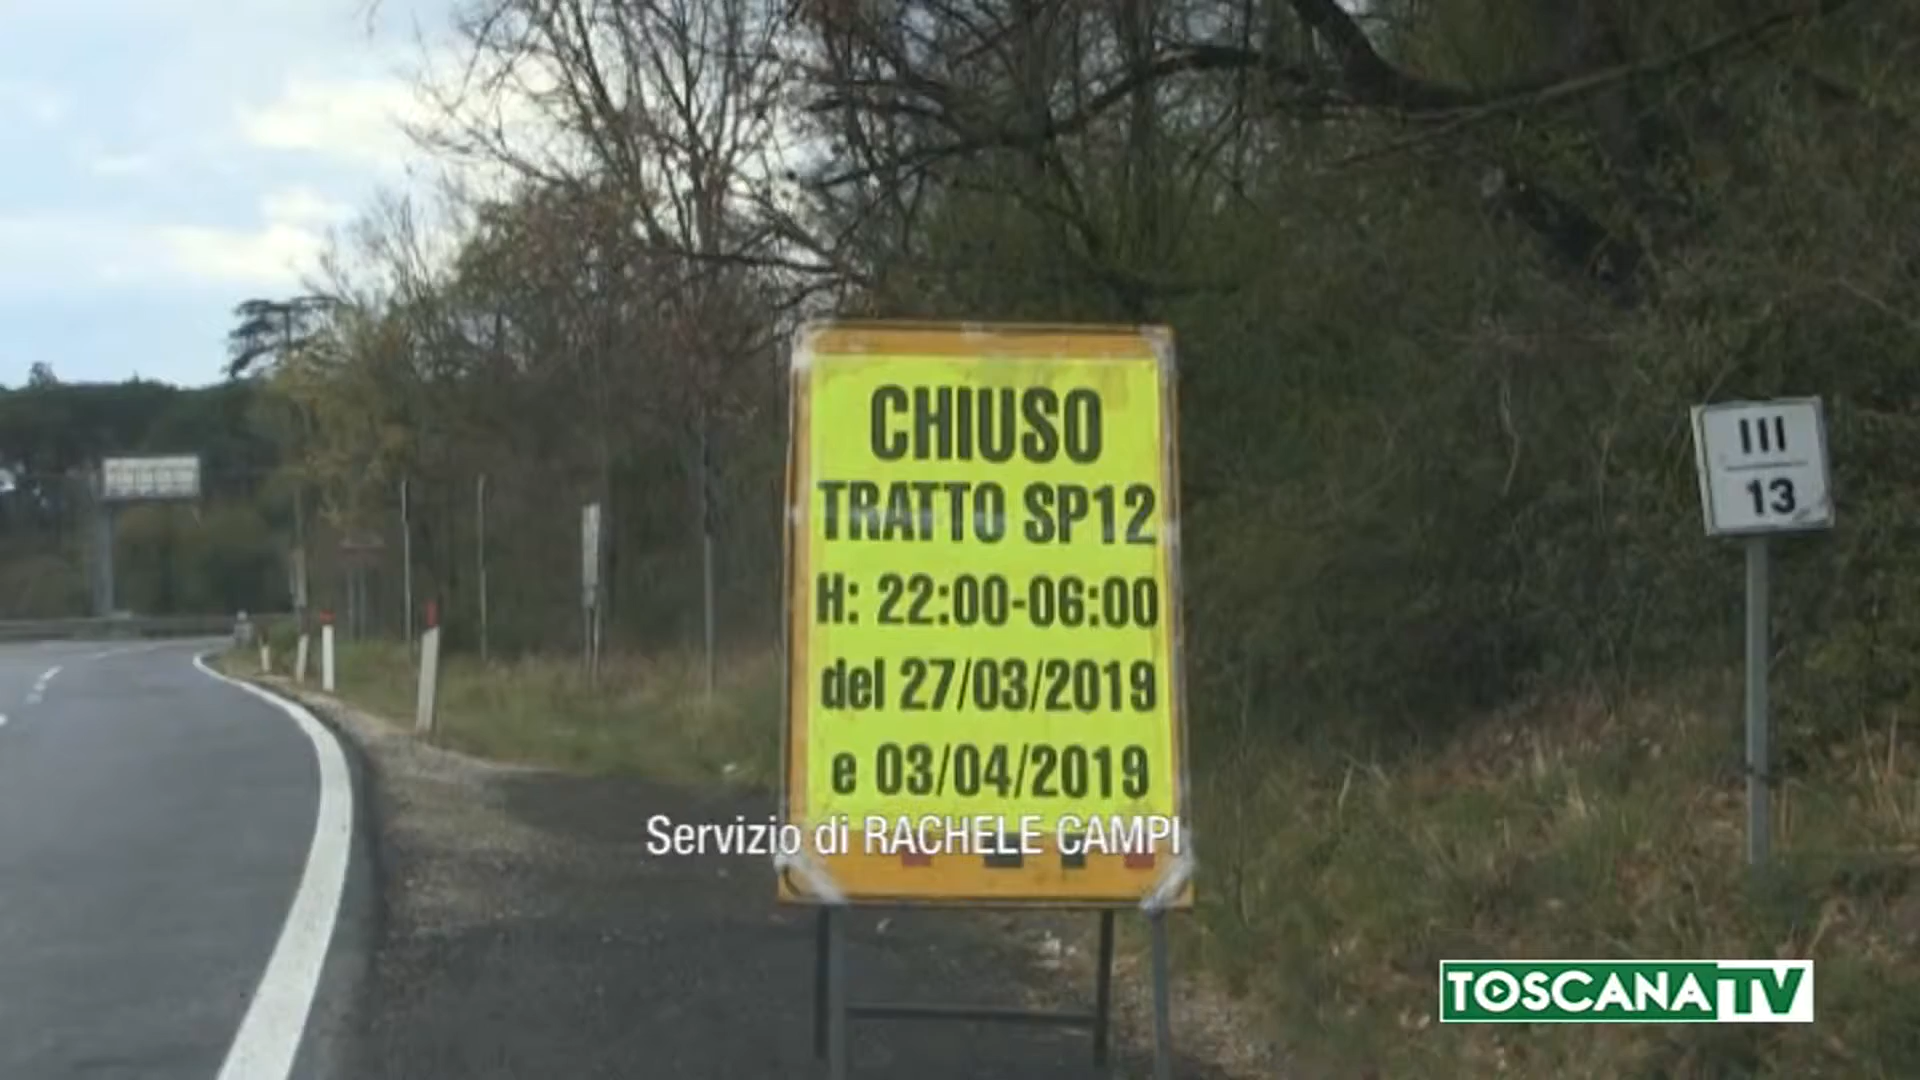 CHIUSO
TRATTO SP12
H: 22:00-06:00
del 27/03/2019
e 03/04/2019
III
13
Servizio di RACHELE CAMPI
TOSCANA TV